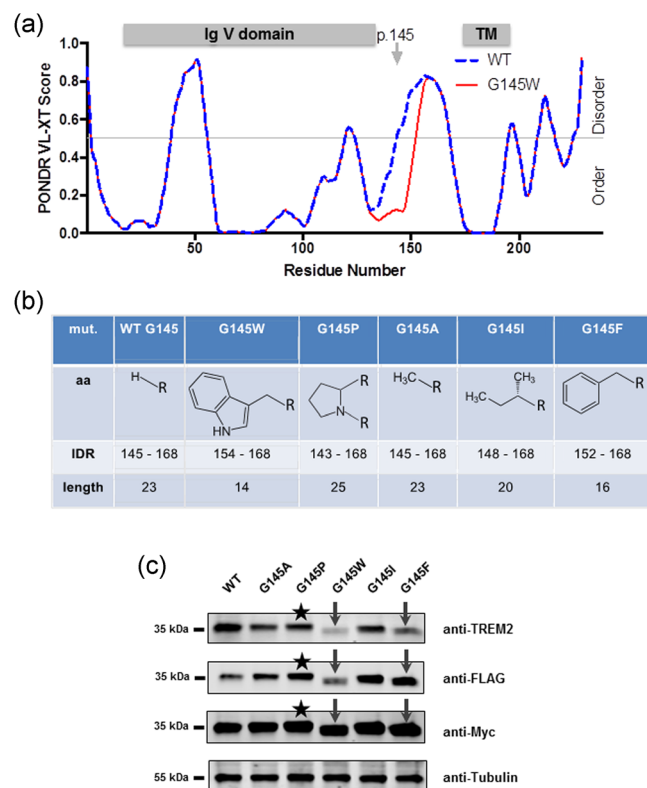 (a)
Ig V domain
p.145
TM
WT
G145W
PONDR VL-XT Score
1.0
0.8
0.6
0.4
0.2
0.0
Disorder
Order
50
100
150
200
Residue Number
(b)
mut. WT G145 G145W G145P G145A G145I G145F
aa
H R
NH R
R N R
H₃C R
H₃C CH₃ R
R
IDR 145 - 168 154 - 168 143 - 168 145 - 168 148 - 168 152 - 168
length 23 14 25 23 20 16
(c)
WT G145A G145P G145W G145I G145F
35 kDa anti-TREM2
35 kDa anti-FLAG
35 kDa anti-Myc
55 kDa anti-Tubulin